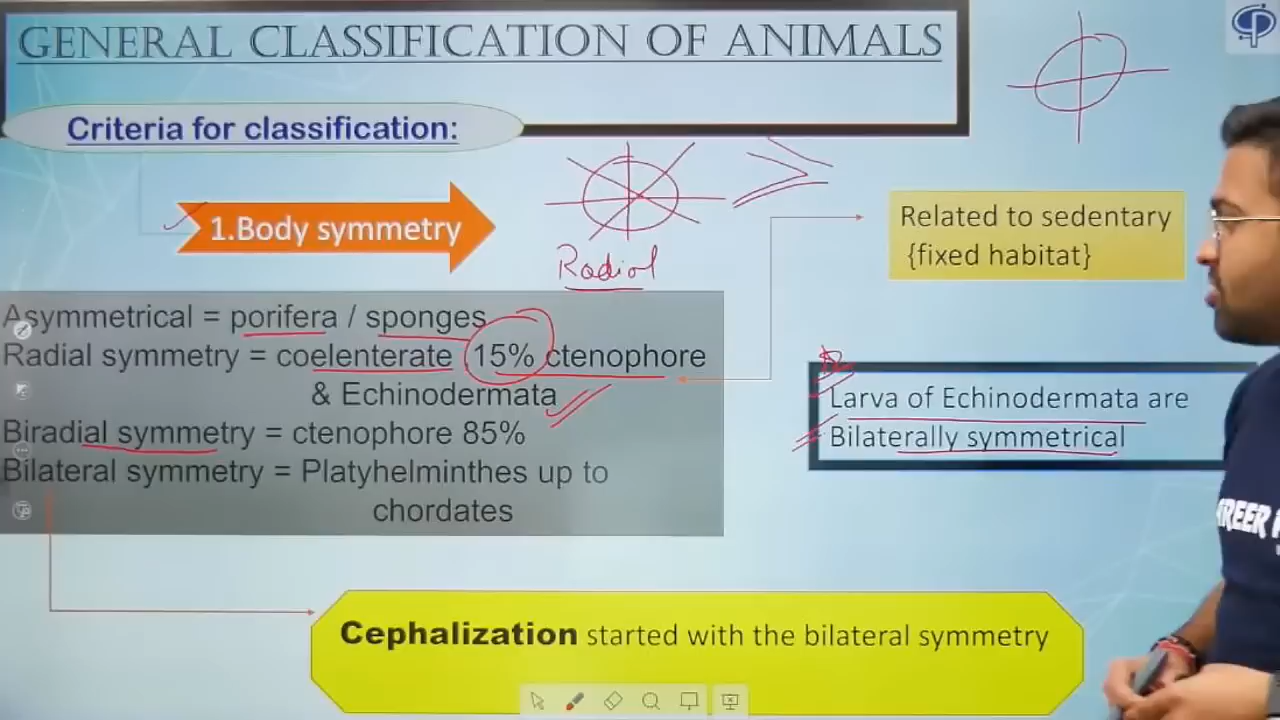 GENERAL CLASSIFICATION OF ANIMALS
Criteria for classification:
1.Body symmetry
Radial
Related to sedentary
{fixed habitat}
Asymmetrical = porifera / sponges
Radial symmetry = coelenterate 15% ctenophore
& Echinodermata
Biradial symmetry = ctenophore 85%
Bilateral symmetry = Platyhelminthes up to
chordates
Larva of Echinodermata are
Bilaterally symmetrical
Cephalization started with the bilateral symmetry